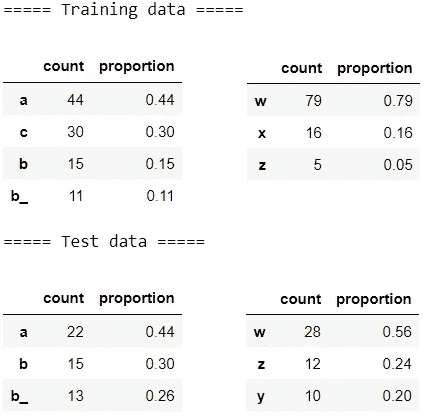 ===== Training data =====
count proportion
a 44 0.44
c 30 0.30
b 15 0.15
b_ 11 0.11
count proportion
w 79 0.79
x 16 0.16
z 5 0.05
===== Test data =====
count proportion
a 22 0.44
b 15 0.30
b_ 13 0.26
count proportion
w 28 0.56
z 12 0.24
y 10 0.20